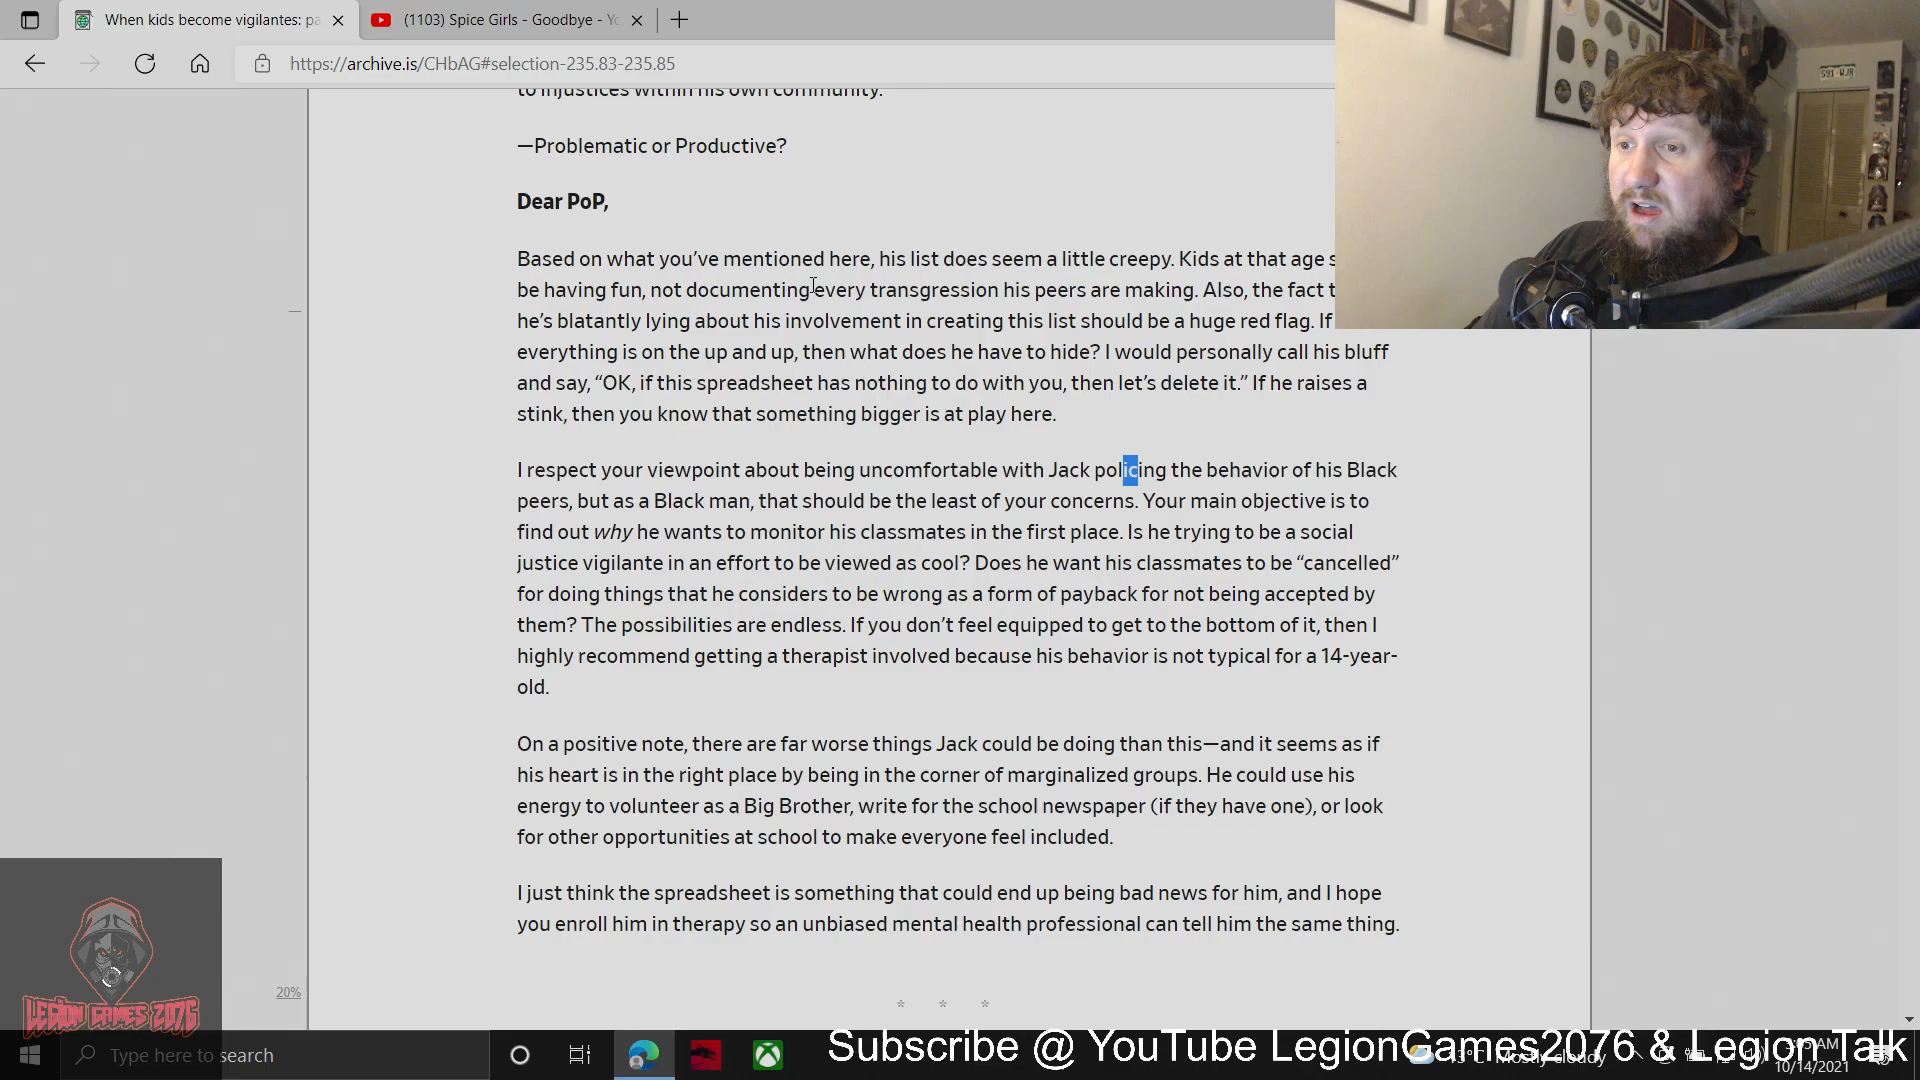 When kids become vigilantes: pa
(1103) Spice Girls - Goodbye - Yo
https://archive.is/CHbAG#selection-235.83-235.85
to injustices within his own community.
—Problematic or Productive?
Dear PoP,
Based on what you’ve mentioned here, his list does seem a little creepy. Kids at that age s
be having fun, not documenting every transgression his peers are making. Also, the fact t
he’s blatantly lying about his involvement in creating this list should be a huge red flag. If
everything is on the up and up, then what does he have to hide? I would personally call his bluff
and say, “OK, if this spreadsheet has nothing to do with you, then let’s delete it.” If he raises a
stink, then you know that something bigger is at play here.
I respect your viewpoint about being uncomfortable with Jack policing the behavior of his Black
peers, but as a Black man, that should be the least of your concerns. Your main objective is to
find out why he wants to monitor his classmates in the first place. Is he trying to be a social
justice vigilante in an effort to be viewed as cool? Does he want his classmates to be “cancelled”
for doing things that he considers to be wrong as a form of payback for not being accepted by
them? The possibilities are endless. If you don’t feel equipped to get to the bottom of it, then I
highly recommend getting a therapist involved because his behavior is not typical for a 14-year-
old.
On a positive note, there are far worse things Jack could be doing than this—and it seems as if
his heart is in the right place by being in the corner of marginalized groups. He could use his
energy to volunteer as a Big Brother, write for the school newspaper (if they have one), or look
for other opportunities at school to make everyone feel included.
I just think the spreadsheet is something that could end up being bad news for him, and I hope
you enroll him in therapy so an unbiased mental health professional can tell him the same thing.
20%
* * *
LEGION GAMES 2076
Type here to search
Subscribe @ YouTube LegionGames2076 & Legion Talk
13°C Mostly cloudy
3:05 AM
10/14/2021